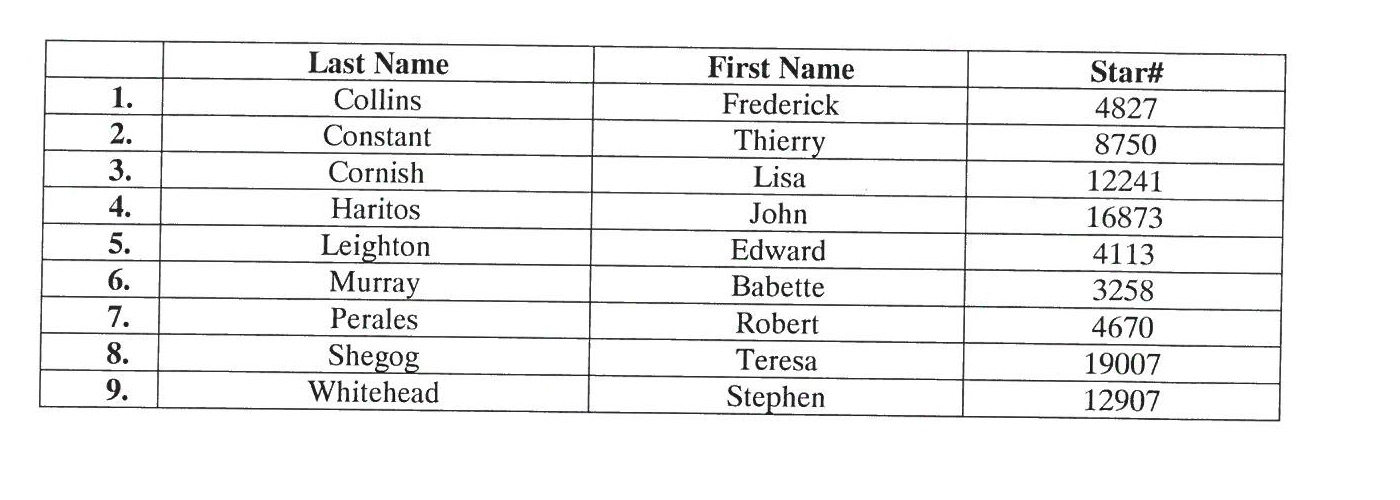 Last Name First Name Star#
1. Collins Frederick 4827
2. Constant Thierry 8750
3. Cornish Lisa 12241
4. Haritos John 16873
5. Leighton Edward 4113
6. Murray Babette 3258
7. Perales Robert 4670
8. Shegog Teresa 19007
9. Whitehead Stephen 12907